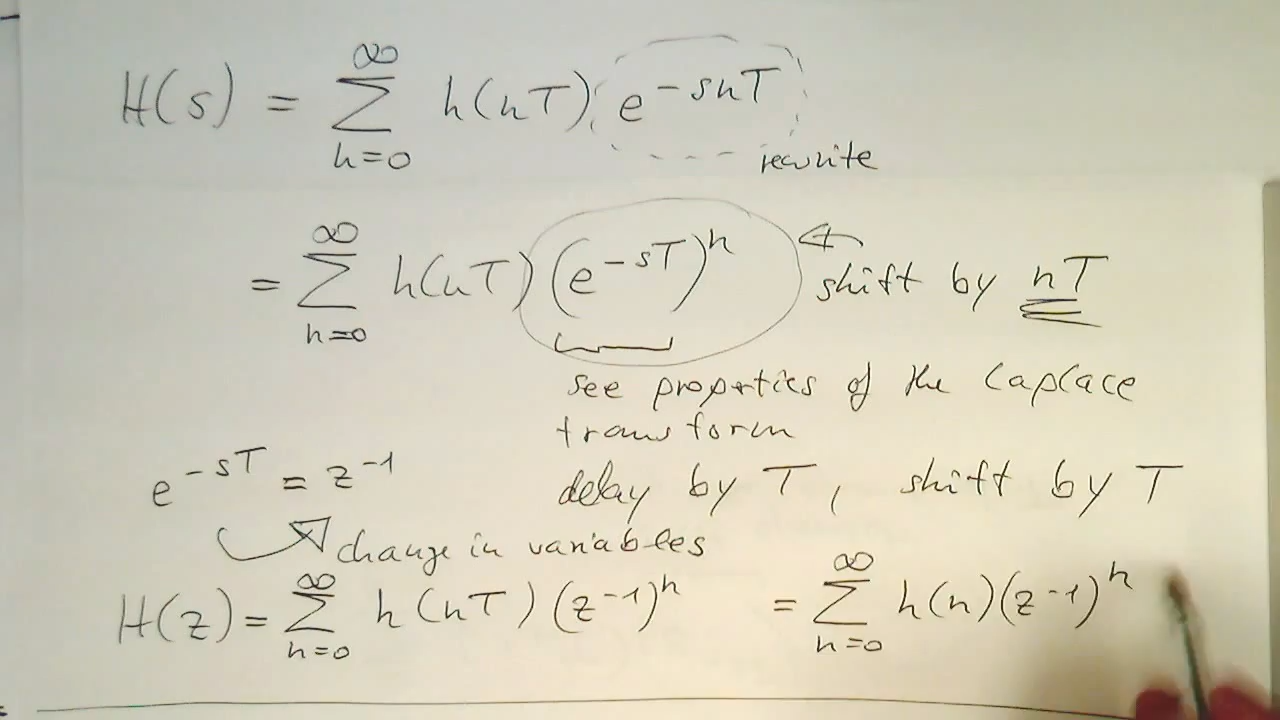 H(s) = ∑_{n=0}^{∞} h(nT) e^{-snT}
rewrite
= ∑_{n=0}^{∞} h(nT) (e^{-sT})^n
shift by nT
see properties of the Laplace
transform
e^{-sT} = z^{-1}
delay by T, shift by T
change in variables
H(z) = ∑_{n=0}^{∞} h(nT) (z^{-1})^n = ∑_{n=0}^{∞} h(n) (z^{-1})^n